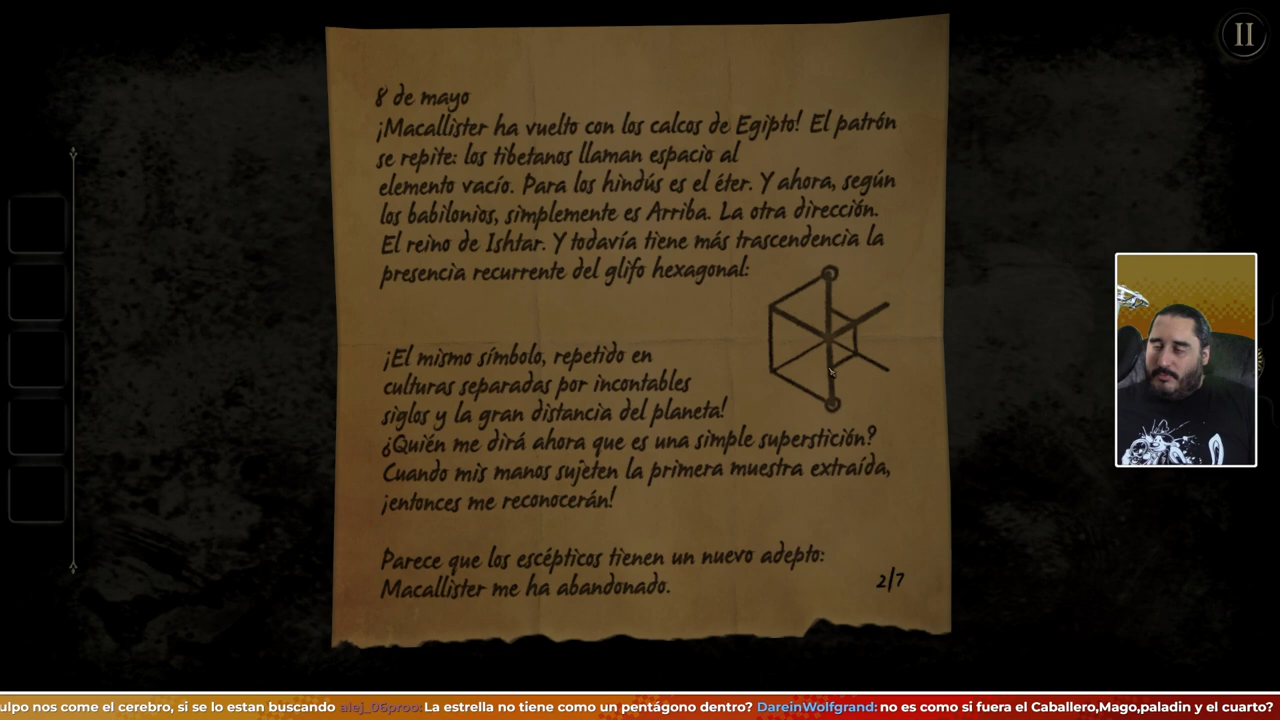 8 de mayo
¡Macallister ha vuelto con los calcos de Egipto! El patrón
se repite: los tibetanos llaman espacio al
elemento vacío. Para los hindús es el éter. Y ahora, según
los babilonios, simplemente es Arriba. La otra dirección.
El reino de Ishtar. Y todavía tiene más trascendencia la
presencia recurrente del glifo hexagonal:
¡El mismo símbolo, repetido en
culturas separadas por incontables
siglos y la gran distancia del planeta!
¿Quién me dirá ahora que es una simple superstición?
Cuando mis manos sujeten la primera muestra extraída,
¡entonces me reconocerán!
Parece que los escépticos tienen un nuevo adepto:
Macallister me ha abandonado.
2/7
ulpo nos come el cerebro, si se lo estan buscando alej_06proo: La estrella no tiene como un pentágono dentro? DareinWolfgrand: no es como si fuera el Caballero,Mago,paladin y el cuarto?